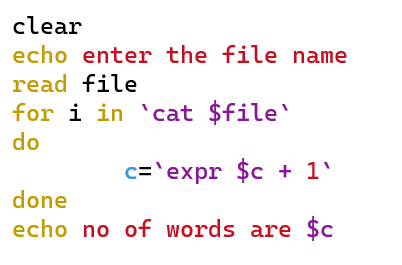 clear
echo enter the file name
read file
for i in `cat $file`
do
        c=`expr $c + 1`
done
echo no of words are $c